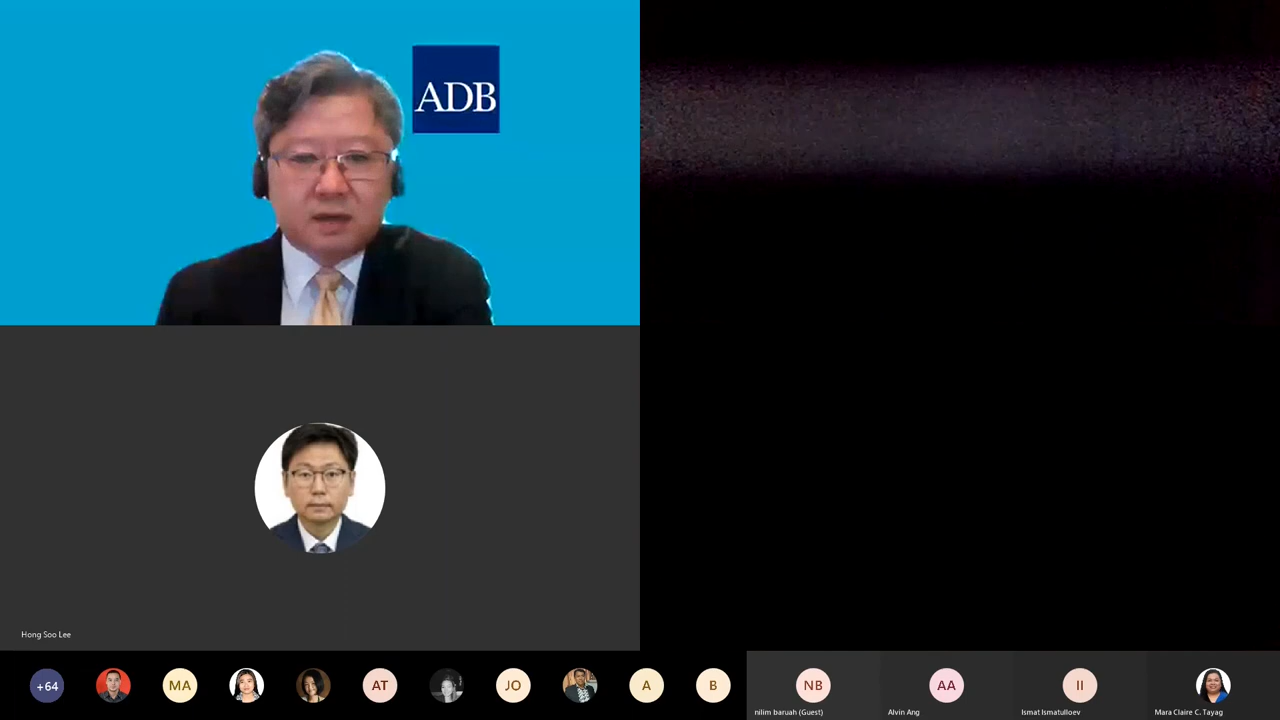 ADB
Hong Soo Lee
+64
MA
AT
JO
A
B
NB
AA
II
nilim baruah (Guest)
Alvin Ang
Ismat Ismatulloev
Mara Claire C. Tayag